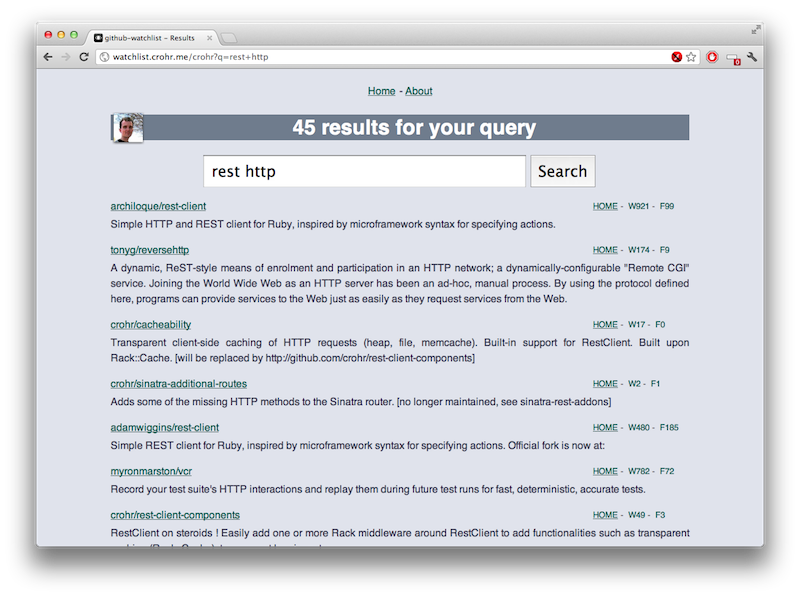 github-watchlist - Results
watchlist.crohr.me/crohr?q=rest+http
Home - About
45 results for your query
rest http Search
archiloque/rest-client HOME - W921 - F99
Simple HTTP and REST client for Ruby, inspired by microframework syntax for specifying actions.
tonyg/reversehttp HOME - W174 - F9
A dynamic, ReST-style means of enrolment and participation in an HTTP network; a dynamically-configurable "Remote CGI"
service. Joining the World Wide Web as an HTTP server has been an ad-hoc, manual process. By using the protocol defined
here, programs can provide services to the Web just as easily as they request services from the Web.
crohr/cacheability HOME - W17 - F0
Transparent client-side caching of HTTP requests (heap, file, memcache). Built-in support for RestClient. Built upon
Rack::Cache. [will be replaced by http://github.com/crohr/rest-client-components]
crohr/sinatra-additional-routes HOME - W2 - F1
Adds some of the missing HTTP methods to the Sinatra router. [no longer maintained, see sinatra-rest-addons]
adamwiggins/rest-client HOME - W480 - F185
Simple REST client for Ruby, inspired by microframework syntax for specifying actions. Official fork is now at:
myronmarston/vcr HOME - W782 - F72
Record your test suite's HTTP interactions and replay them during future test runs for fast, deterministic, accurate tests.
crohr/rest-client-components HOME - W49 - F3
RestClient on steroids ! Easily add one or more Rack middleware around RestClient to add functionalities such as transparent